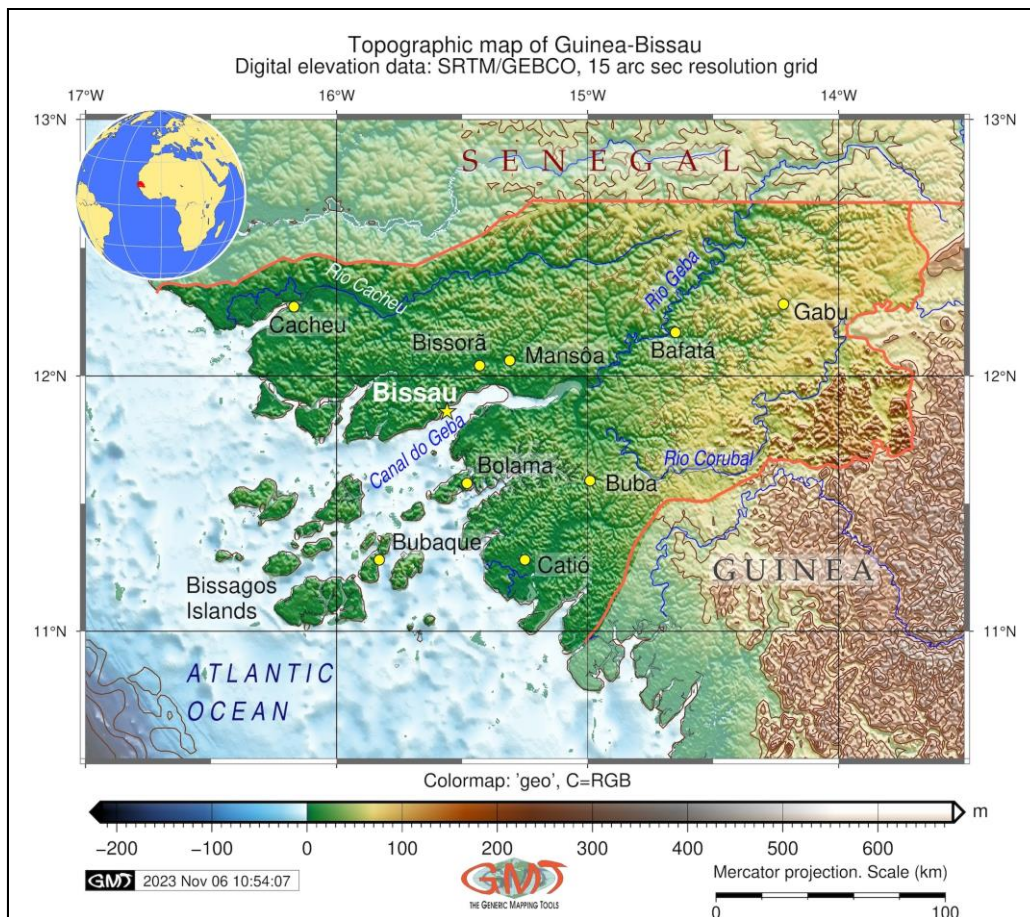 Topographic map of Guinea-Bissau
Digital elevation data: SRTM/GEBCO, 15 arc sec resolution grid
17°W 16°W 15°W 14°W
13°N 13°N
SENEGAL
Rio Cacheu
Rio Geba
Cacheu
Gabu
Bissorã
Mansôa
Bafatá
12°N 12°N
Bissau
Canal do Geba
Rio Corubal
Bolama
Buba
Bubaque
Catió
GUINEA
Bissagos
Islands
11°N 11°N
ATLANTIC
OCEAN
Colormap: 'geo', C=RGB
m
−200 −100 0 100 200 300 400 500 600
GMT 2023 Nov 06 10:54:07
GMT
THE GENERIC MAPPING TOOLS
Mercator projection. Scale (km)
0 100